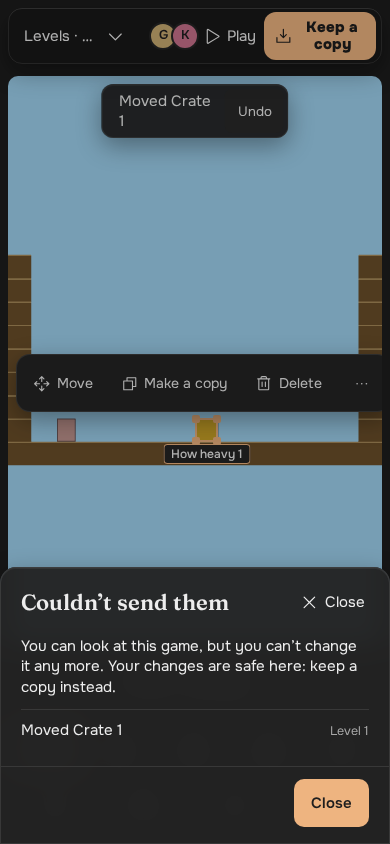 Levels · ...
G
K
Play
Keep a
copy
Moved Crate
1
Undo
Move
Make a copy
Delete
...
How heavy 1
Couldn’t send them
Close
You can look at this game, but you can’t change
it any more. Your changes are safe here: keep a
copy instead.
Moved Crate 1
Level 1
Close